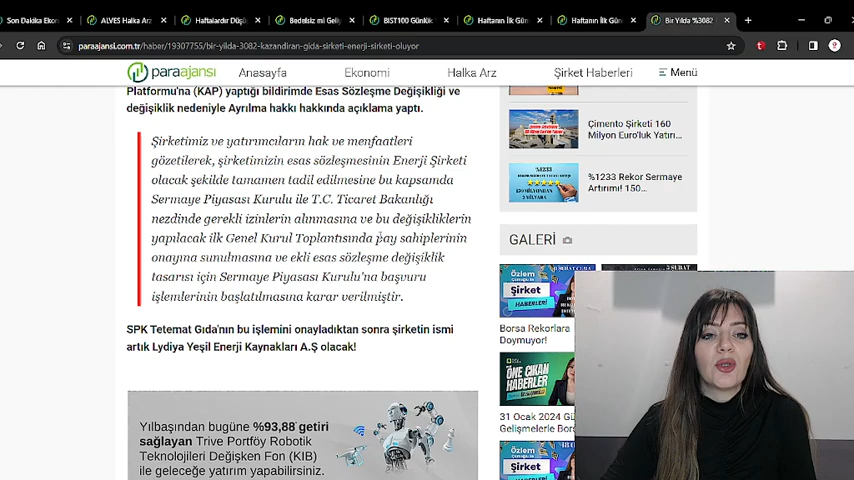 Son Dakika Ekon
ALVES Halka Arz
Haftalardır Düşü
Bedelsiz mi Geliy
BIST100 Günlük
Haftanın İlk Gün
Haftanın İlk Gün
Bir Yılda %3082
paraajansi.com.tr/haber/19307755/bir-yilda-3082-kazandiran-gida-sirketi-enerji-sirketi-oluyor
paraajansı
Anasayfa
Ekonomi
Halka Arz
Şirket Haberleri
Menü
Platformu'na (KAP) yaptığı bildirimde Esas Sözleşme Değişikliği ve
değişiklik nedeniyle Ayrılma hakkı hakkında açıklama yaptı.
Şirketimiz ve yatırımcıların hak ve menfaatleri
gözetilerek, şirketimizin esas sözleşmesinin Enerji Şirketi
olacak şekilde tamamen tadil edilmesine bu kapsamda
Sermaye Piyasası Kurulu ile T.C. Ticaret Bakanlığı
nezdinde gerekli izinlerin alınmasına ve bu değişikliklerin
yapılacak ilk Genel Kurul Toplantısında pay sahiplerinin
onayına sunulmasına ve ekli esas sözleşme değişiklik
tasarısı için Sermaye Piyasası Kurulu'na başvuru
işlemlerinin başlatılmasına karar verilmiştir.
SPK Tetemat Gıda'nın bu işlemini onayladıktan sonra şirketin ismi
artık Lydiya Yeşil Enerji Kaynakları A.Ş olacak!
Yılbaşından bugüne %93,88 getiri
sağlayan Trive Portföy Robotik
Teknolojileri Değişken Fon (KIB)
ile geleceğe yatırım yapabilirsiniz.
Çimento Şirketi 160
Milyon Euro'luk Yatırı...
%1233
%1233 Rekor Sermaye
Artırımı! 150...
GALERİ
Özlem
Şirket
HABERLERİ
Borsa Rekorlara
Doymuyor!
ÖNE ÇIKAN
HABERLER
31 Ocak 2024 Gü
Gelişmelerle Bors
Özlem
Şirket
HABERLERİ